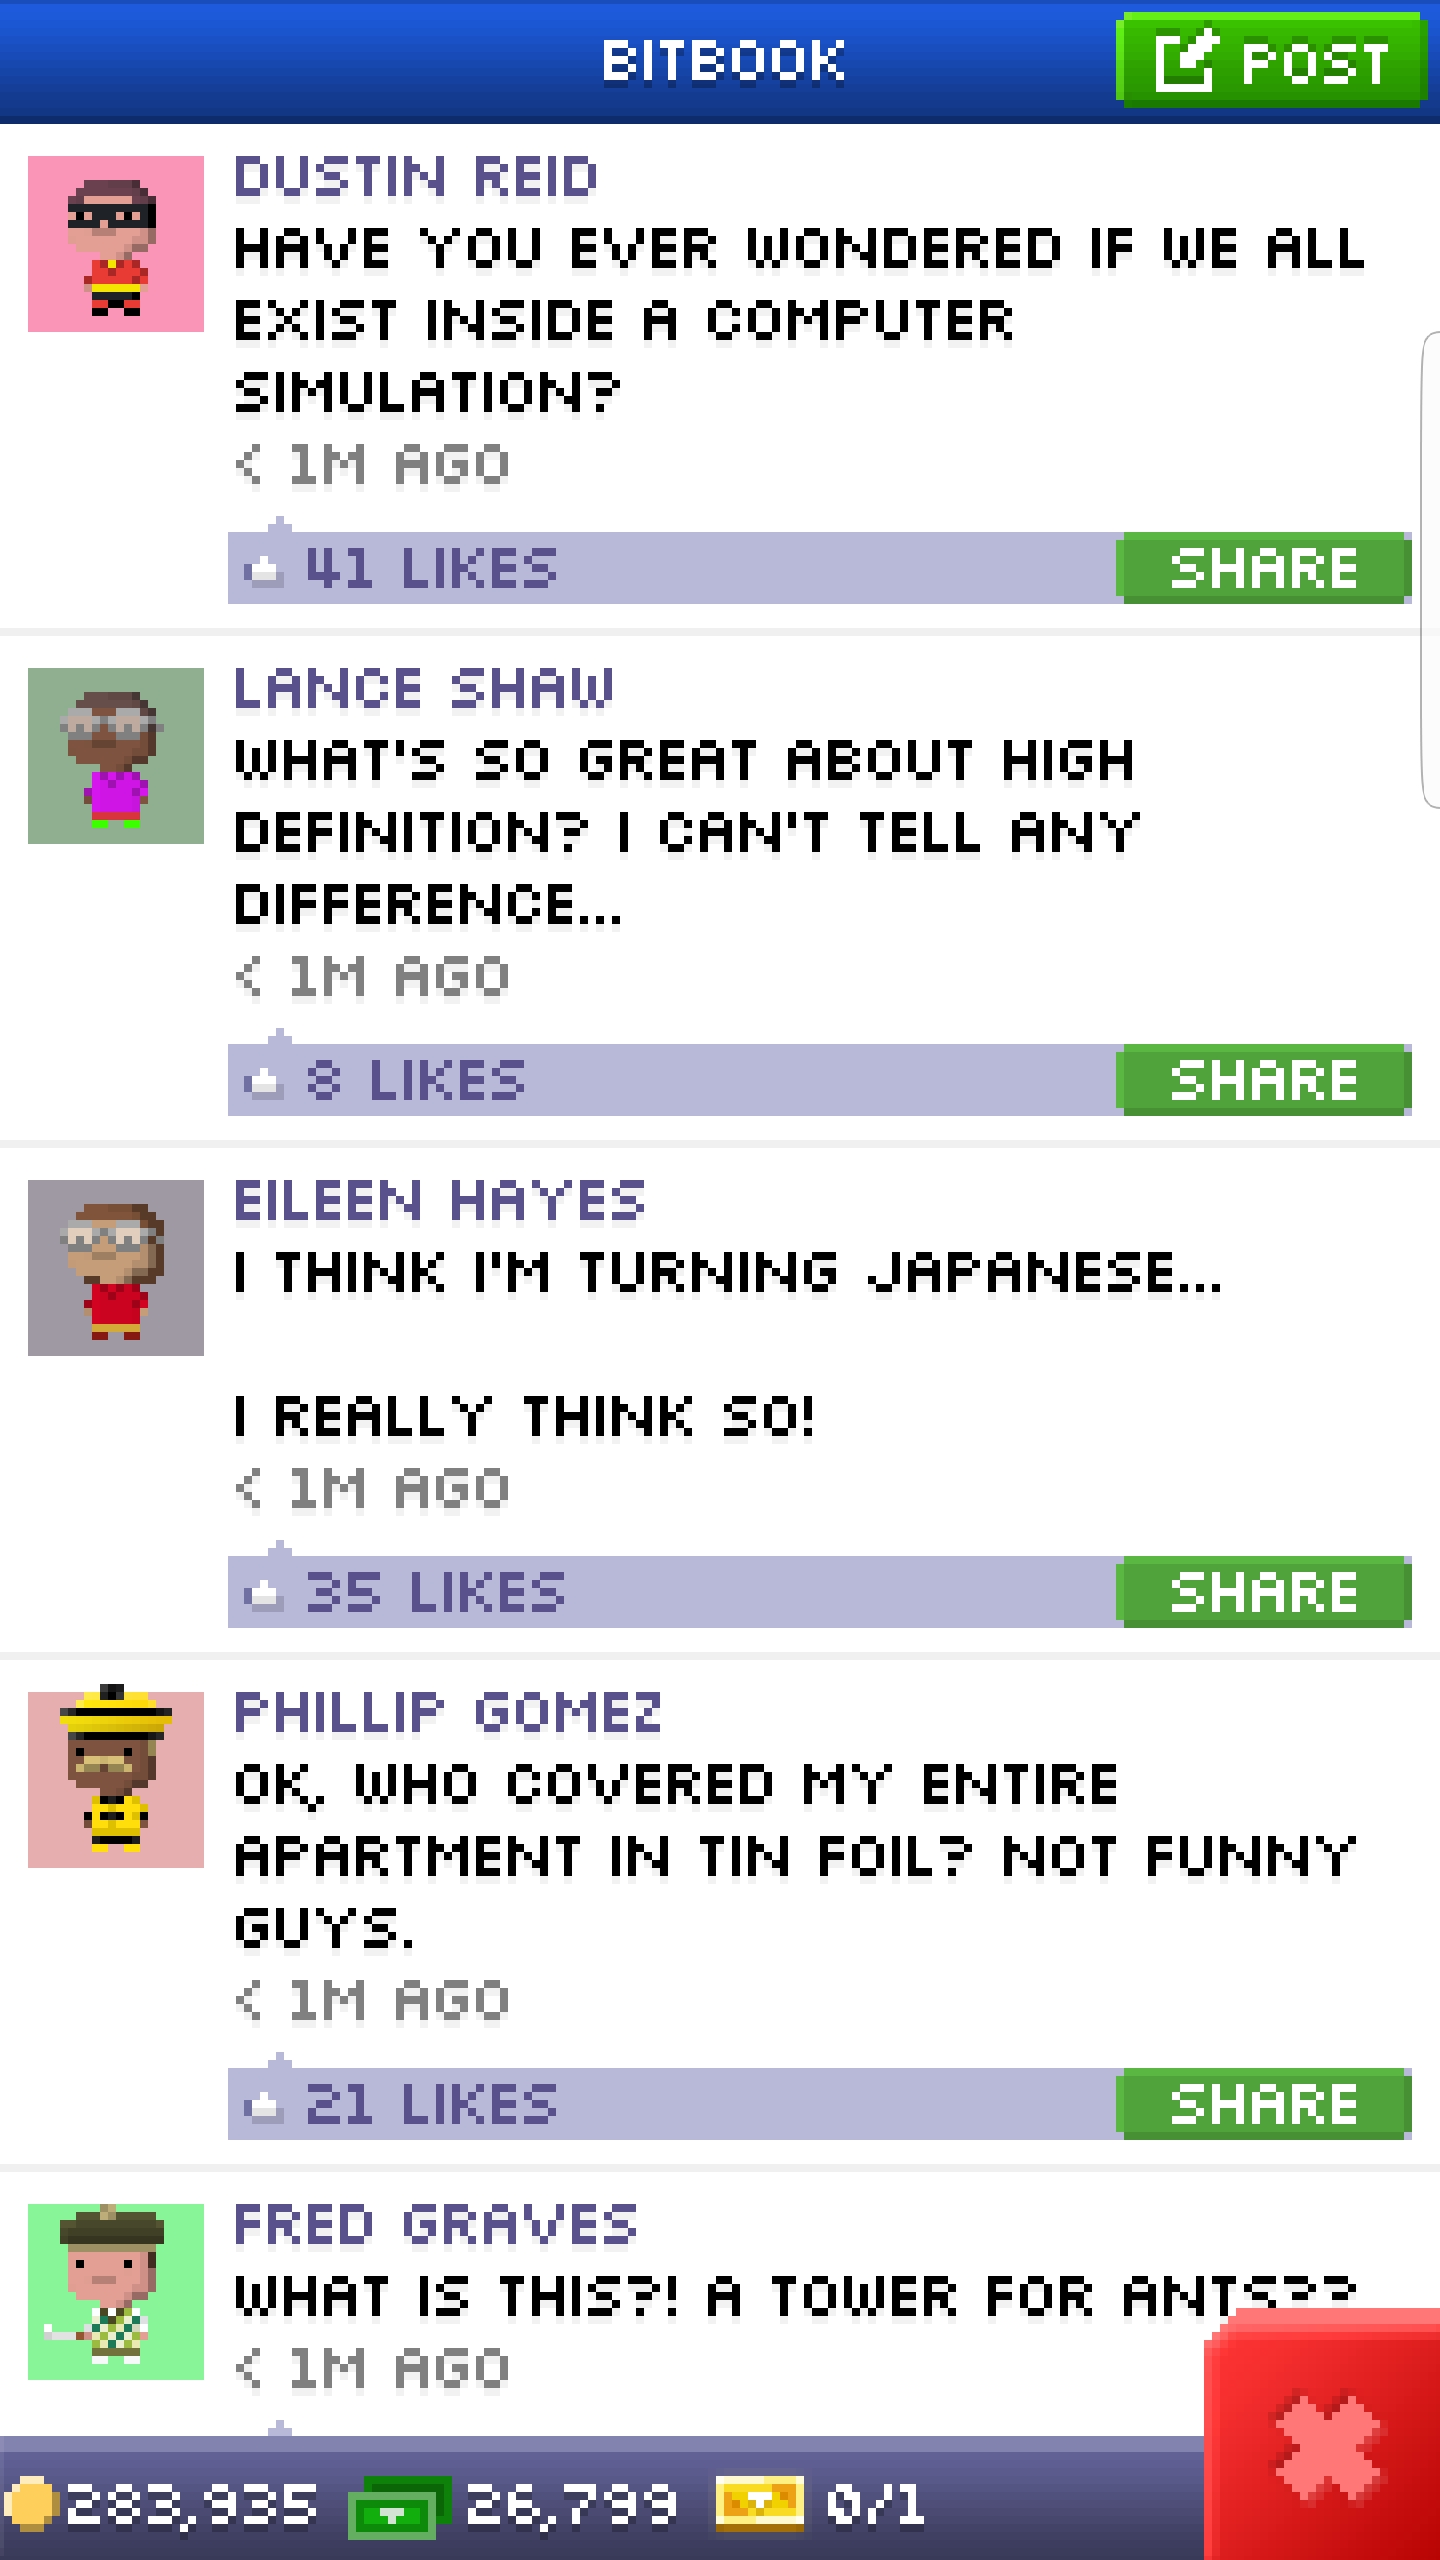 BITBOOK
POST
DUSTIN REID
HAVE YOU EVER WONDERED IF WE ALL
EXIST INSIDE A COMPUTER
SIMULATION?
< 1M AGO
41 LIKES
SHARE
LANCE SHAW
WHAT'S SO GREAT ABOUT HIGH
DEFINITION? I CAN'T TELL ANY
DIFFERENCE...
< 1M AGO
8 LIKES
SHARE
EILEEN HAYES
I THINK I'M TURNING JAPANESE...
I REALLY THINK SO!
< 1M AGO
35 LIKES
SHARE
PHILLIP GOMEZ
OK, WHO COVERED MY ENTIRE
APARTMENT IN TIN FOIL? NOT FUNNY
GUYS.
< 1M AGO
21 LIKES
SHARE
FRED GRAVES
WHAT IS THIS?! A TOWER FOR ANTS??
< 1M AGO
283,935
26,799
0/1